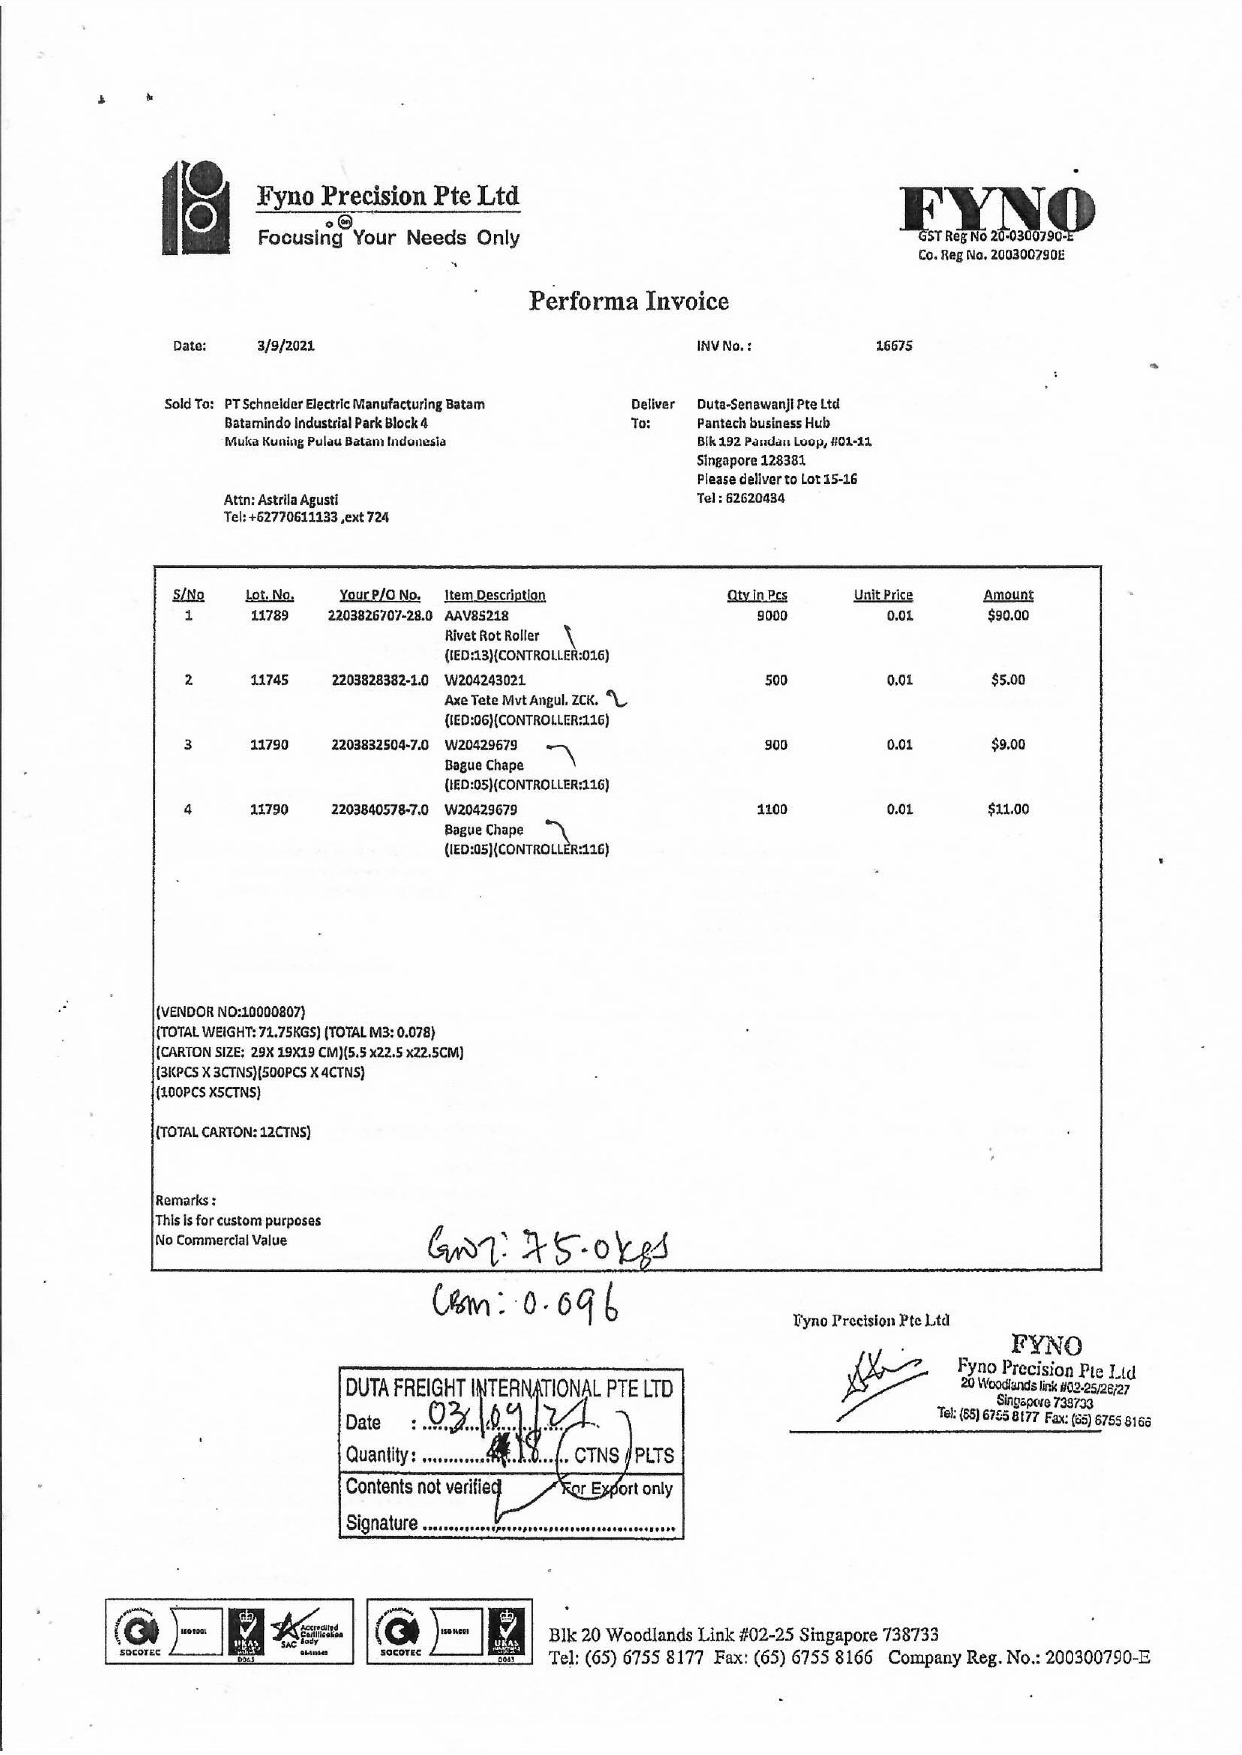 Fyno Precision Pte Ltd
Focusing on Your Needs Only
FYNO
GST Reg No 20-0300790-E
Co. Reg No. 200300790E
Performa Invoice
Date: 3/9/2021 INV No. : 16675
Sold To: PT Schneider Electric Manufacturing Batam
Batamindo Industrial Park Block 4
Muka Kuning Pulau Batam Indonesia
Attn: Astrila Agusti
Tel: +62770611133 ,ext 724
Deliver To: Duta-Senawanji Pte Ltd
Pantech business Hub
Blk 192 Pandan Loop, #01-11
Singapore 128381
Please deliver to Lot 15-16
Tel : 62620434
S/No Lot. No. Your P/O No. Item Description Qty in Pcs Unit Price Amount
1 11789 2203826707-28.0 AAV85218 9000 0.01 $90.00
Rivet Rot Roller
(IED:13)(CONTROLLER:016)
2 11745 2203828382-1.0 W204243021 500 0.01 $5.00
Axe Tete Mvt Angul. ZCK.
(IED:06)(CONTROLLER:116)
3 11790 2203832504-7.0 W20429679 900 0.01 $9.00
Bague Chape
(IED:05)(CONTROLLER:116)
4 11790 2203840578-7.0 W20429679 1100 0.01 $11.00
Bague Chape
(IED:05)(CONTROLLER:116)
(VENDOR NO:10000807)
(TOTAL WEIGHT: 71.75KGS) (TOTAL M3: 0.078)
(CARTON SIZE: 29X 19X19 CM)(5.5 x22.5 x22.5CM)
(3KPCS X 3CTNS)(500PCS X 4CTNS)
(100PCS X5CTNS)
(TOTAL CARTON: 12CTNS)
Remarks :
This is for custom purposes
No Commercial Value
75.0kgs
CBM: 0.096
Fyno Precision Pte Ltd
FYNO
Fyno Precision Pte Ltd
20 Woodlands link #02-25/26/27
Singapore 738733
Tel: (65) 6755 8177 Fax: (65) 6755 8166
DUTA FREIGHT INTERNATIONAL PTE LTD
Date : 03/09/21
Quantity : 18 CTNS / PLTS
Contents not verified For Export only
Signature
SOCOTEC ISO 9001 UKAS SAC Accredited Certification Body
SOCOTEC ISO 14001 UKAS
Blk 20 Woodlands Link #02-25 Singapore 738733
Tel: (65) 6755 8177 Fax: (65) 6755 8166 Company Reg. No.: 200300790-E